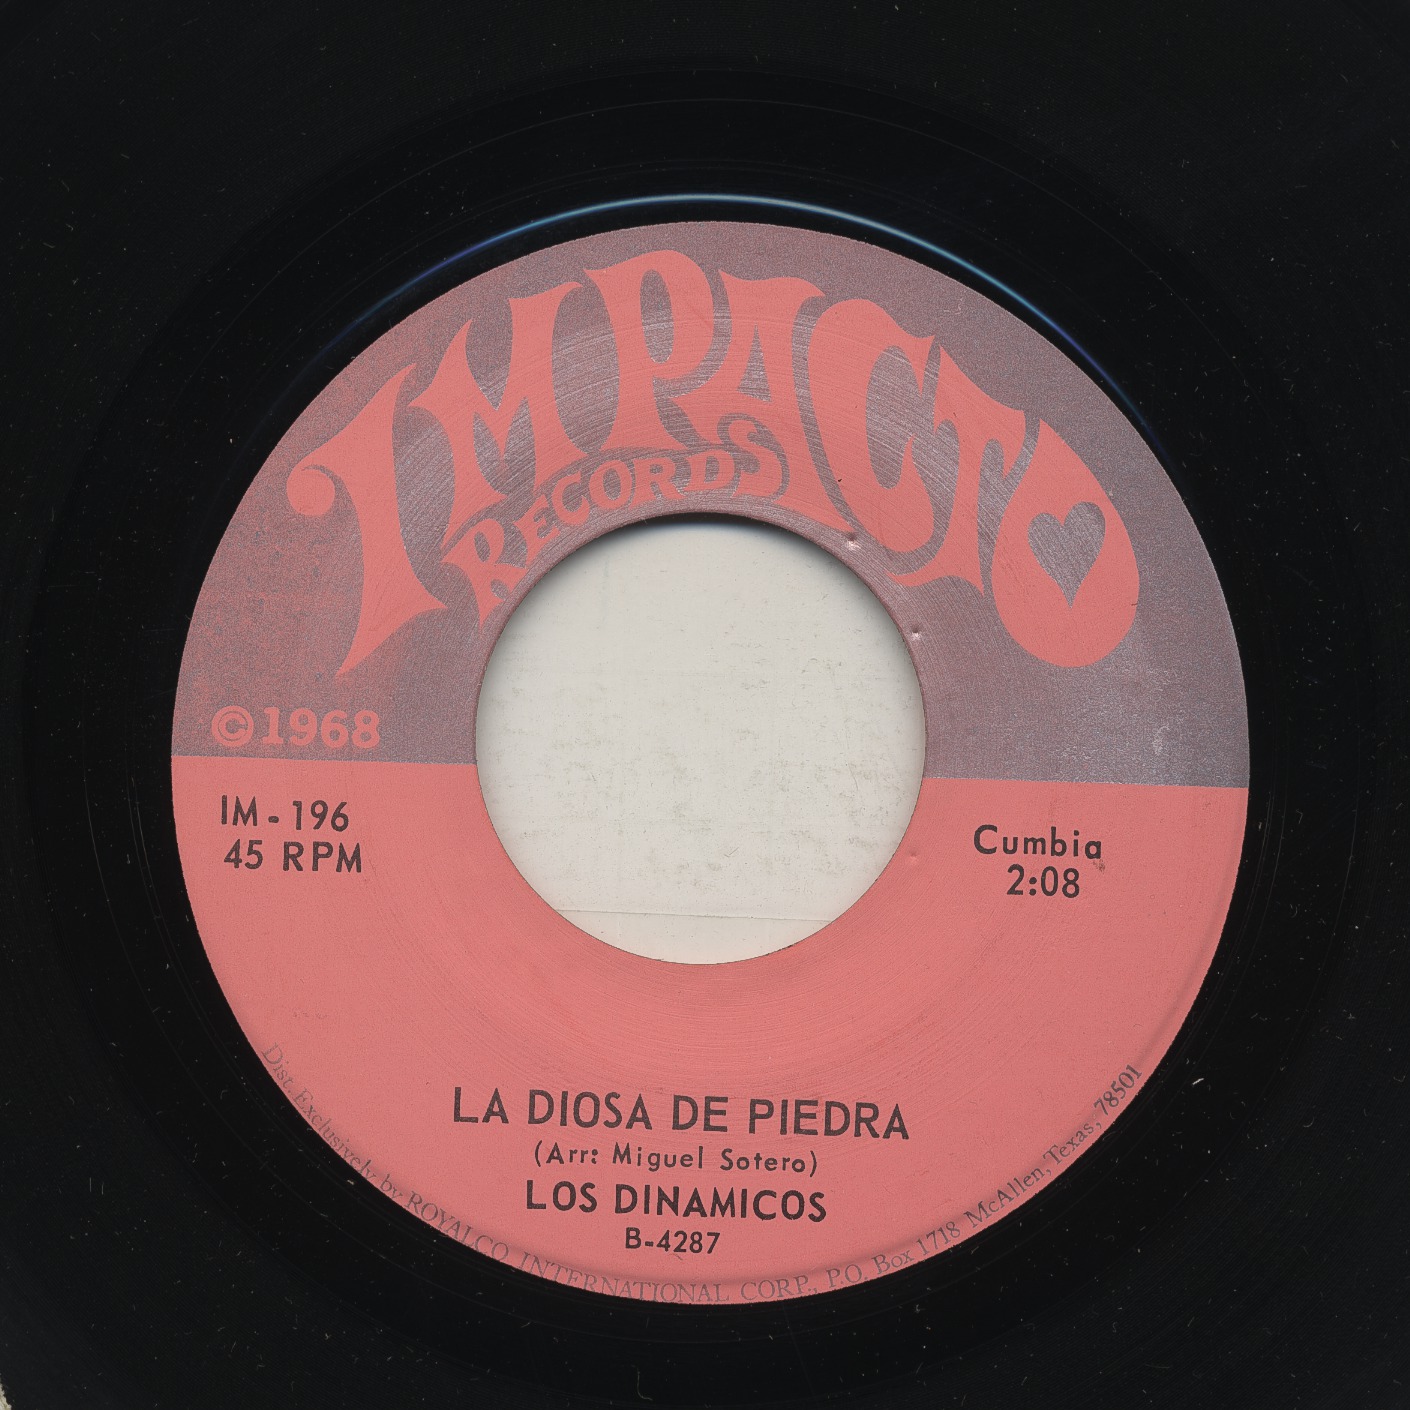 IMPACTO
RECORDS
©1968
IM-196
45 RPM
Cumbia
2:08
LA DIOSA DE PIEDRA
(Arr: Miguel Sotero)
LOS DINAMICOS
B-4287
Dist. Exclusively by ROYALCO INTERNATIONAL CORP., P.O. Box 1718 McAllen, Texas, 78501